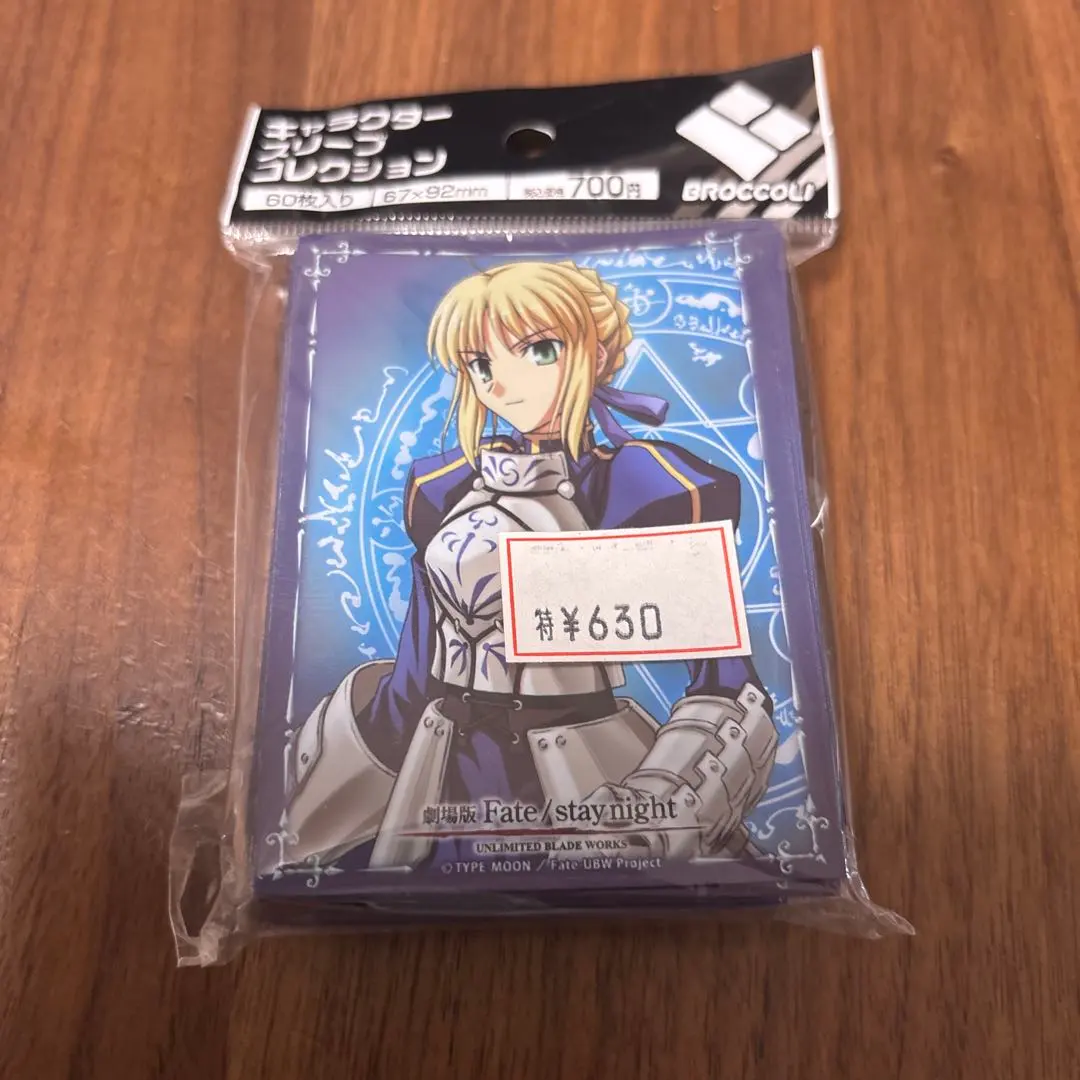 キャラクター
スリーブ
コレクション
60枚入り
67×92mm
700円
BROCCOLI
特¥630
劇場版 Fate/stay night
UNLIMITED BLADE WORKS
©TYPE MOON / Fate-UBW Project